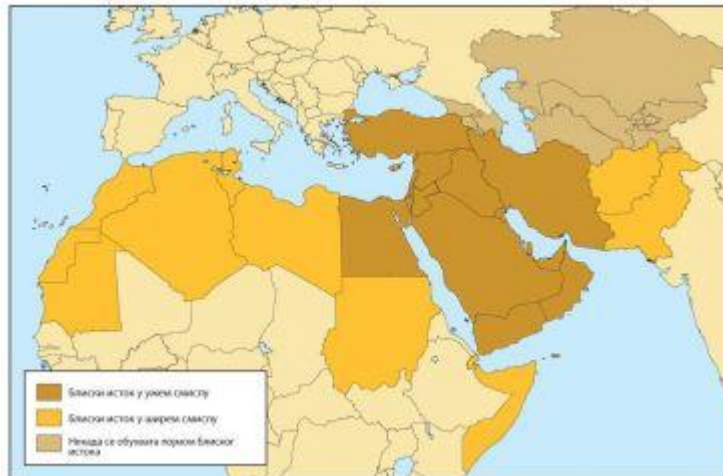 Блиски исток у ужем смислу
Блиски исток у ширем смислу
Некада се обухвата појмом блиског
истока